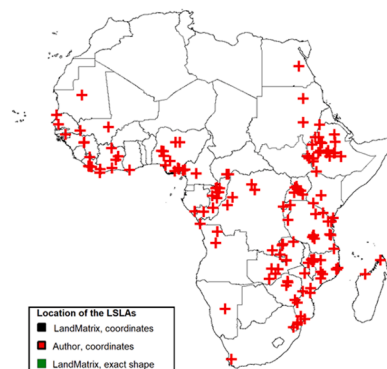 Location of the LSLAs
LandMatrix, coordinates
Author, coordinates
LandMatrix, exact shape